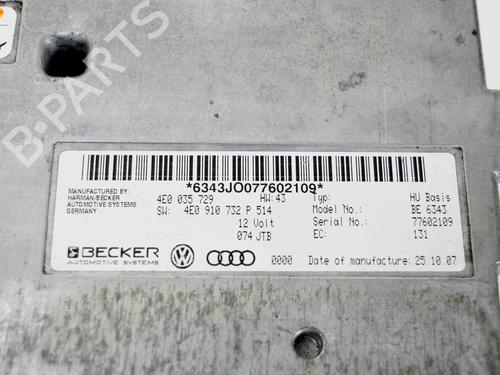 B-PARTS
*6343JO077602109*
MANUFACTURED BY:
HARMAN/BECKER
AUTOMOTIVE SYSTEMS
GERMANY
4E0 035 729 HW: 43
SW: 4E0 910 732 P 514
12 Volt
074 JTB
Typ: HU Basis
Model No.: BE 6343
Serial No.: 77602109
EC: 131
BECKER
AUTOMOTIVE SYSTEMS
0000 Date of manufacture: 25.10.07